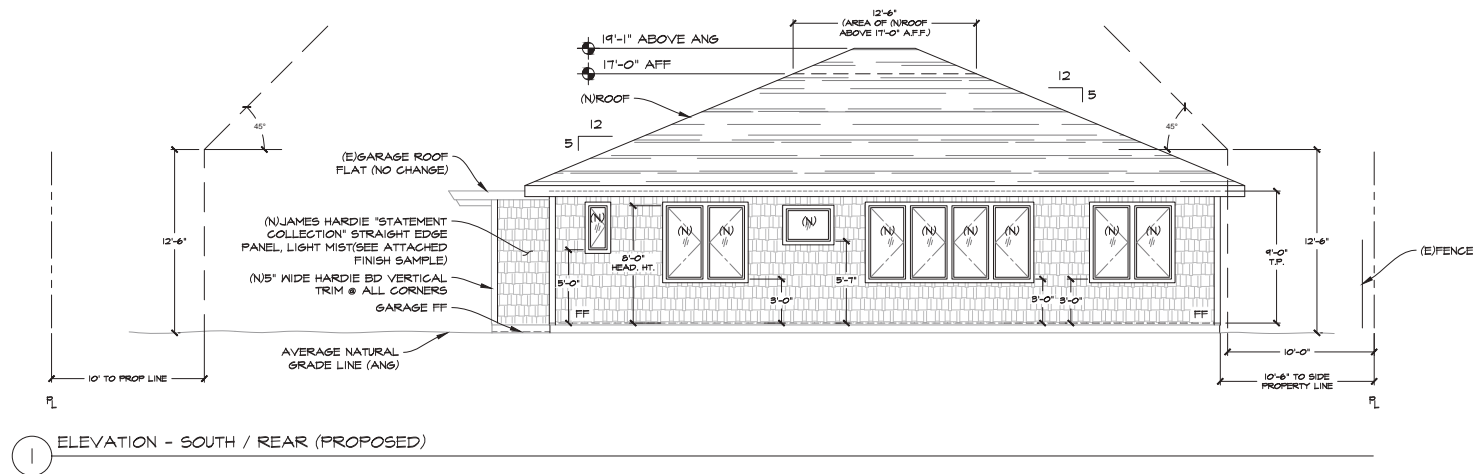 12'-6"
(AREA OF (N)ROOF
ABOVE 17'-0" A.F.F.)
19'-1" ABOVE ANG
17'-0" AFF
12
5
(N)ROOF
12
5
45°
45°
(E)GARAGE ROOF
FLAT (NO CHANGE)
(N)JAMES HARDIE "STATEMENT
COLLECTION" STRAIGHT EDGE
PANEL, LIGHT MIST(SEE ATTACHED
FINISH SAMPLE)
(N)5" WIDE HARDIE BD VERTICAL
TRIM @ ALL CORNERS
GARAGE FF
AVERAGE NATURAL
GRADE LINE (ANG)
12'-6"
(N)
(N)
(N)
(N)
(N)
(N)
(N)
(N)
(N)
(N)
5'-0"
8'-0"
HEAD. HT.
3'-0"
5'-7"
3'-0"
3'-0"
FF
FF
9'-0"
T.P.
12'-6"
(E)FENCE
10'-0"
10'-6" TO SIDE
PROPERTY LINE
10' TO PROP LINE
PL
PL
1
ELEVATION - SOUTH / REAR (PROPOSED)